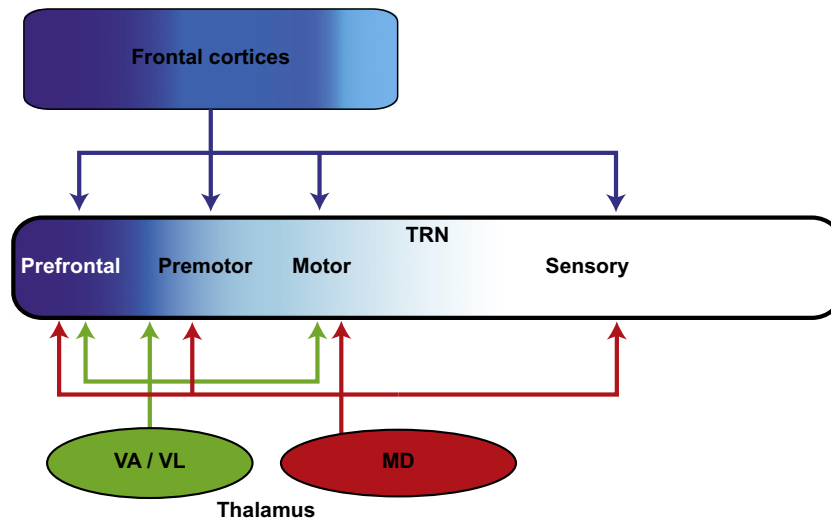 Frontal cortices
TRN
Prefrontal Premotor Motor Sensory
VA / VL MD
Thalamus